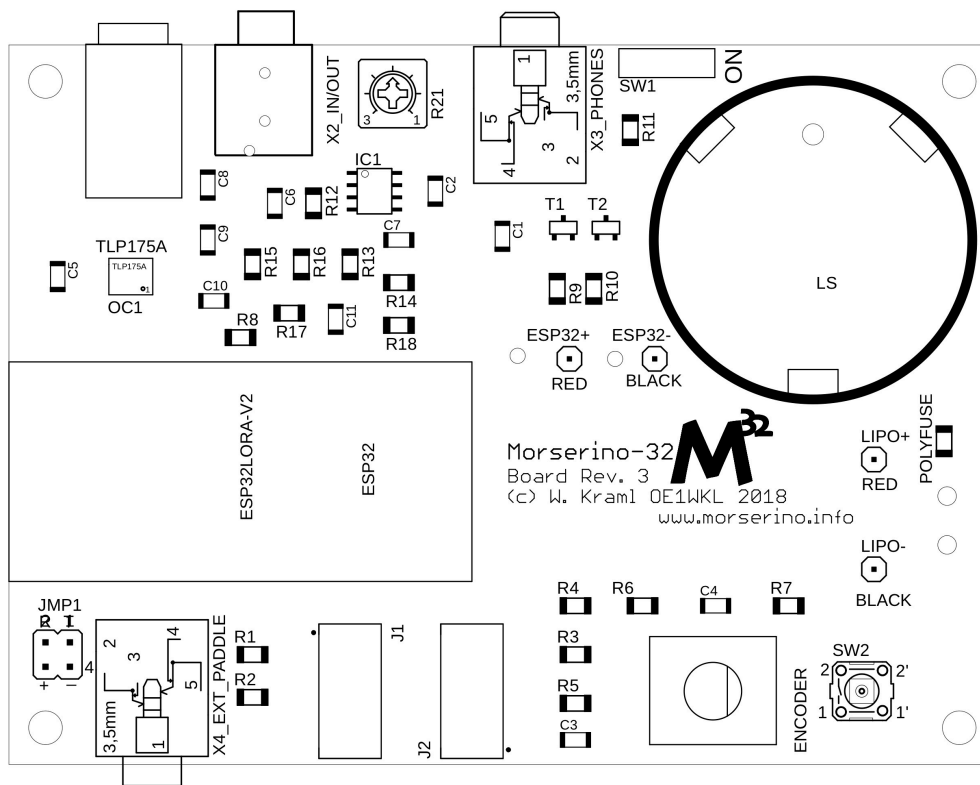 X2_IN/OUT
3
1
R21
1
3,5mm
5
3
4
2
X3_PHONES
SW1
ON
R11
C8
C6
R12
IC1
C2
C9
C7
C1
T1
T2
TLP175A
TLP175A
1
OC1
C5
R15
R16
R13
C10
R14
R17
C11
R8
R18
R9
R10
LS
ESP32+
RED
ESP32-
BLACK
ESP32LORA-V2
ESP32
M32
Morserino-32
Board Rev. 3
(c) W. Kraml OE1WKL 2018
www.morserino.info
LIPO+
RED
POLYFUSE
LIPO-
BLACK
JMP1
4
+
–
2
3
4
5
3,5mm
1
X4_EXT_PADDLE
R1
R2
J1
J2
R4
R6
C4
R7
R3
R5
C3
ENCODER
SW2
2
2'
1
1'